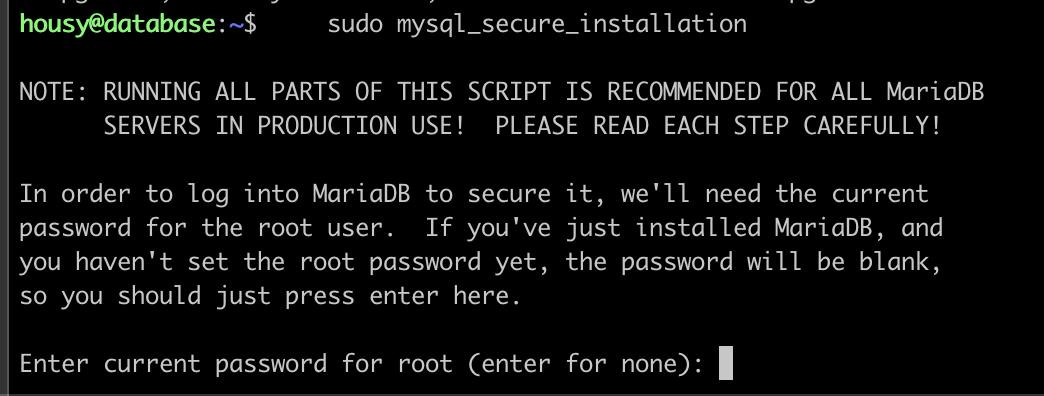 housy@database:~$     sudo mysql_secure_installation
NOTE: RUNNING ALL PARTS OF THIS SCRIPT IS RECOMMENDED FOR ALL MariaDB
      SERVERS IN PRODUCTION USE!  PLEASE READ EACH STEP CAREFULLY!
In order to log into MariaDB to secure it, we'll need the current
password for the root user.  If you've just installed MariaDB, and
you haven't set the root password yet, the password will be blank,
so you should just press enter here.
Enter current password for root (enter for none):